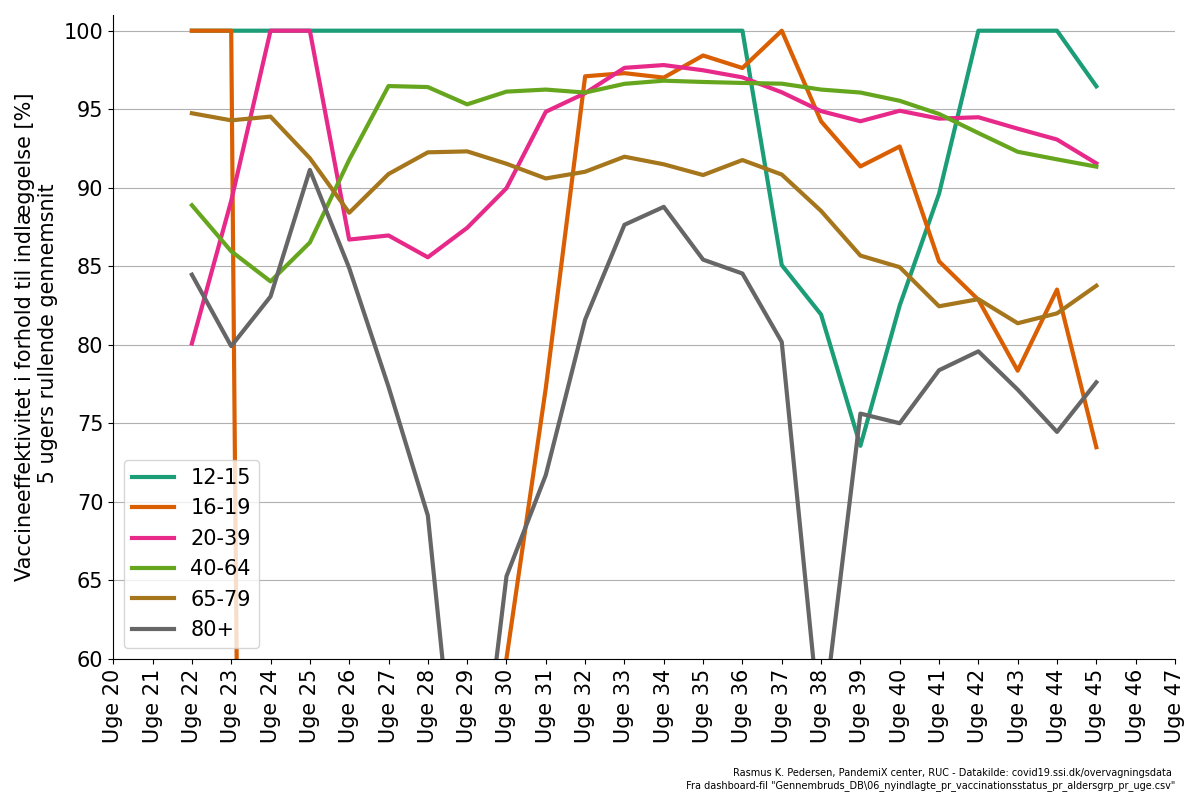 Vaccineeffektivitet i forhold til indlæggelse [%]
5 ugers rullende gennemsnit
100
95
90
85
80
75
70
65
60
12-15
16-19
20-39
40-64
65-79
80+
Uge 20
Uge 21
Uge 22
Uge 23
Uge 24
Uge 25
Uge 26
Uge 27
Uge 28
Uge 29
Uge 30
Uge 31
Uge 32
Uge 33
Uge 34
Uge 35
Uge 36
Uge 37
Uge 38
Uge 39
Uge 40
Uge 41
Uge 42
Uge 43
Uge 44
Uge 45
Uge 46
Uge 47
Rasmus K. Pedersen, PandemiX center, RUC - Datakilde: covid19.ssi.dk/overvagningsdata
Fra dashboard-fil "Gennembruds_DB\06_nyindlagte_pr_vaccinationsstatus_pr_aldersgrp_pr_uge.csv"